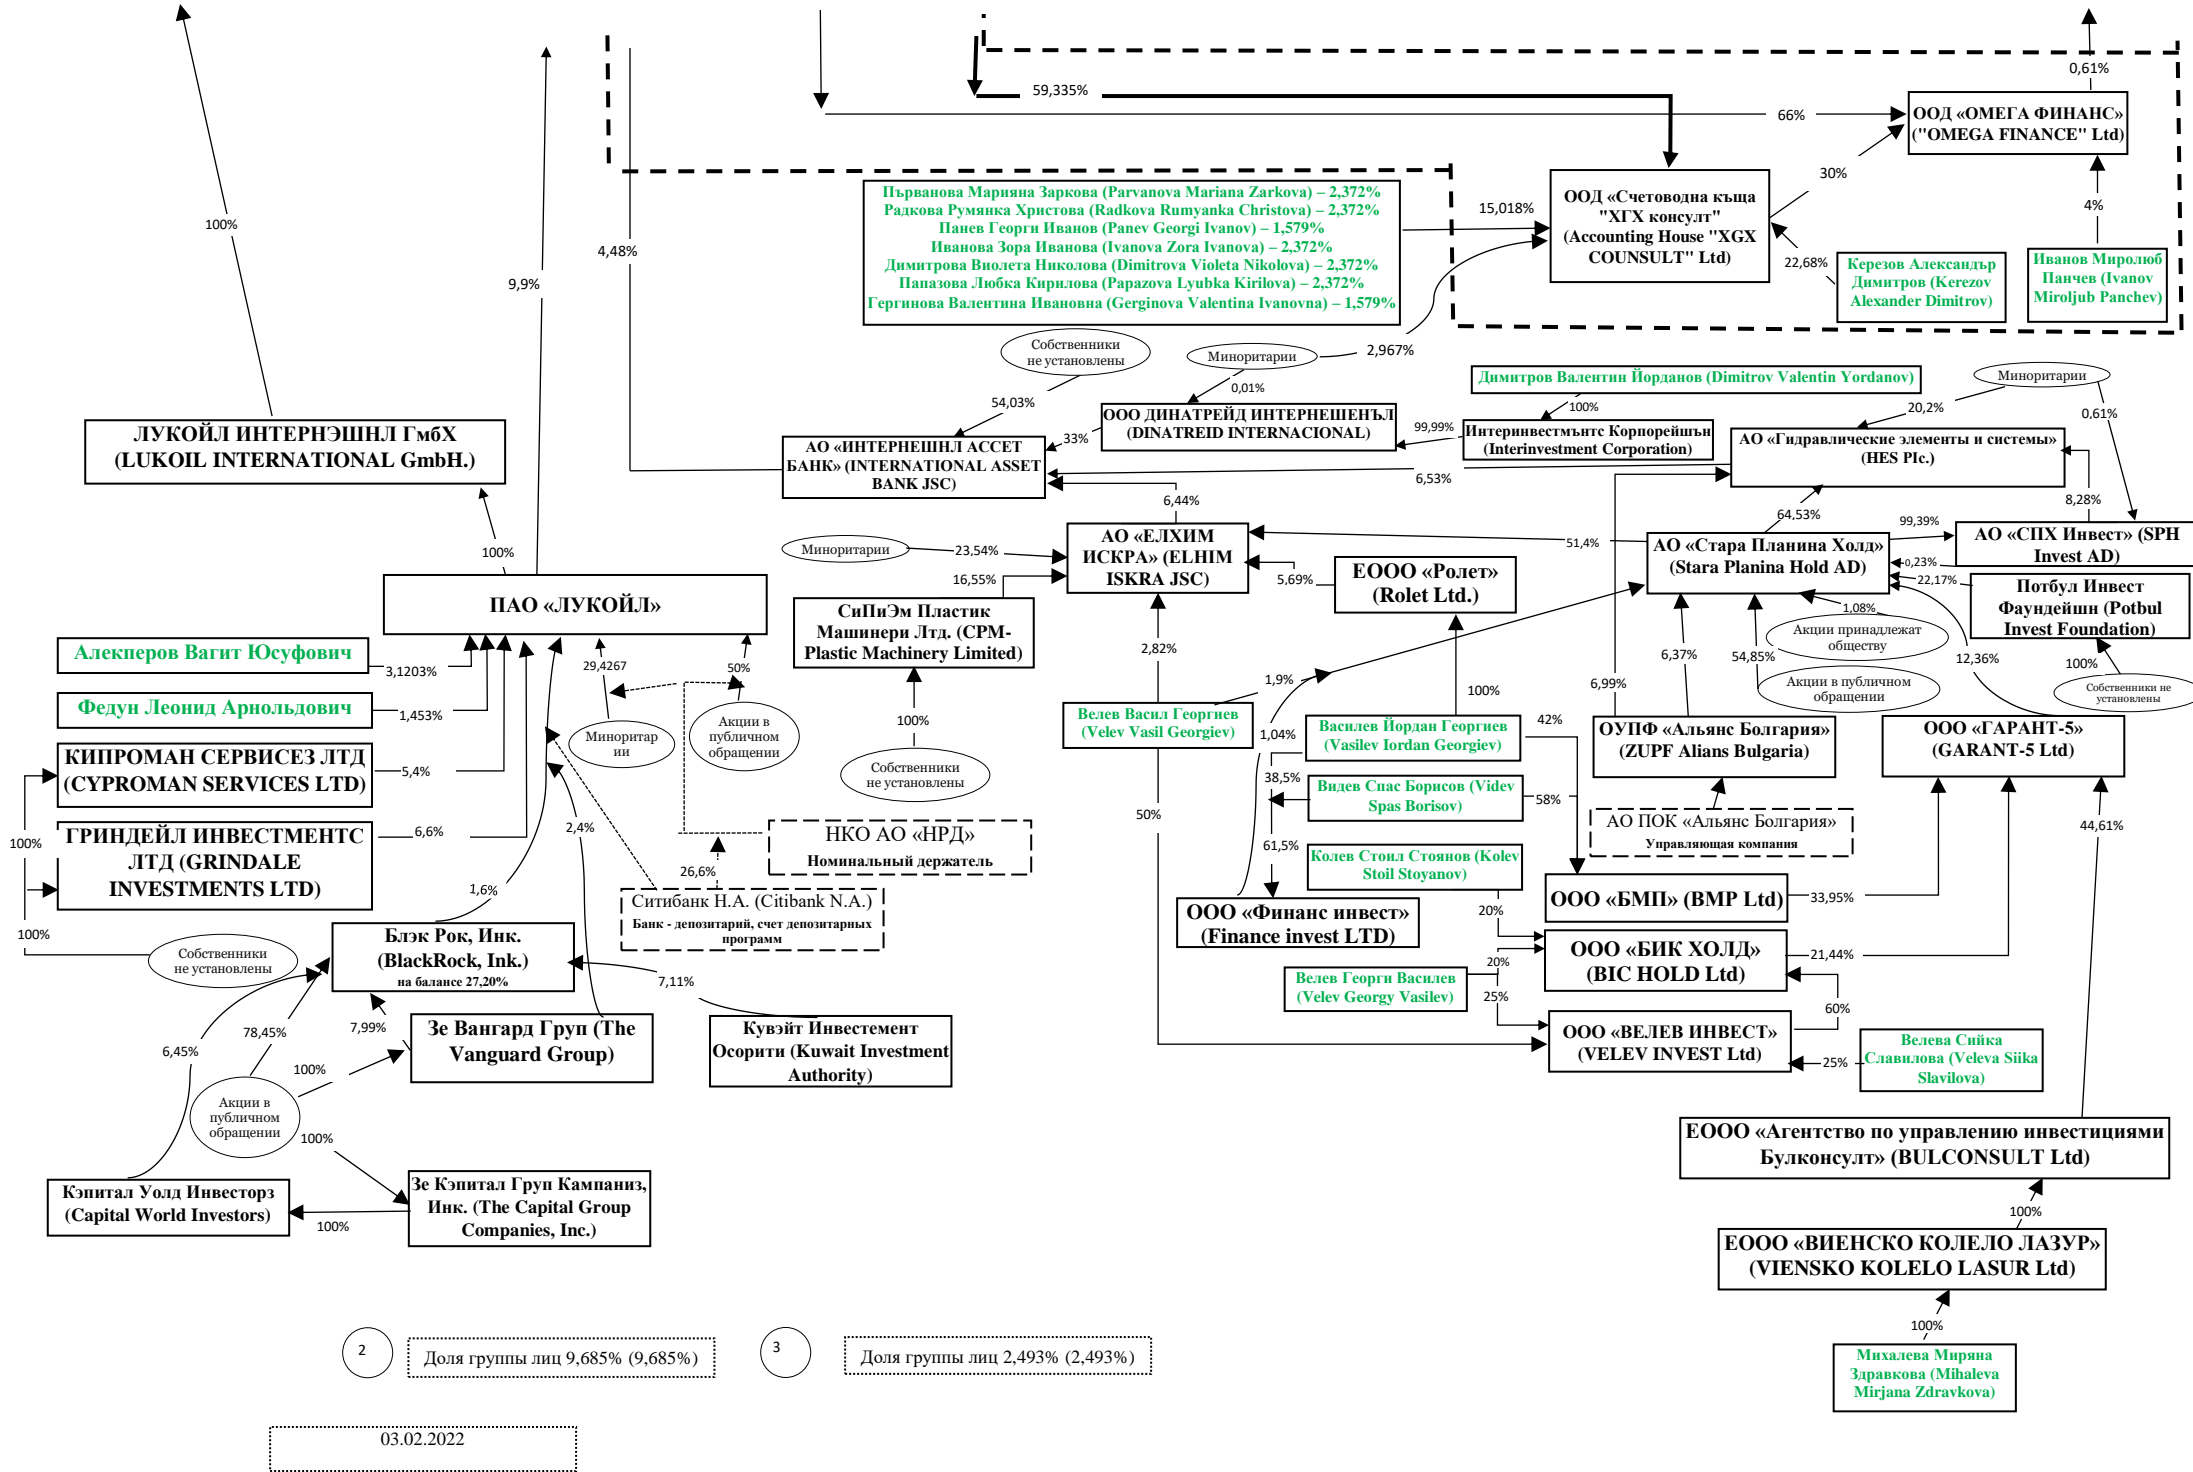 59,335%
66%
0,61%
ООД «ОМЕГА ФИНАНС»
("OMEGA FINANCE" Ltd)
30%
4%
100%
4,48%
9,9%
Първанова Марияна Заркова (Parvanova Mariana Zarkova) – 2,372%
Радкова Румянка Христова (Radkova Rumyanka Christova) – 2,372%
Панев Георги Иванов (Panev Georgi Ivanov) – 1,579%
Иванова Зора Иванова (Ivanova Zora Ivanova) – 2,372%
Димитрова Виолета Николова (Dimitrova Violeta Nikolova) – 2,372%
Папазова Любка Кирилова (Papazova Lyubka Kirilova) – 2,372%
Гергинова Валентина Ивановна (Gerginova Valentina Ivanovna) – 1,579%
15,018%
ООД «Счетоводна къща
"ХГХ консулт"
(Accounting House "XGX
COUNSULT" Ltd)
22,68%
Керезов Александър
Димитров (Kerezov
Alexander Dimitrov)
Иванов Миролюб
Панчев (Ivanov
Miroljub Panchev)
Собственики
не установлены
Миноритарии
2,967%
0,01%
54,03%
Димитров Валентин Йорданов (Dimitrov Valentin Yordanov)
100%
Миноритарии
20,2%
0,61%
ЛУКОЙЛ ИНТЕРНЭШНЛ ГмбХ
(LUKOIL INTERNATIONAL GmbH.)
АО «ИНТЕРНЕШНЛ АССЕТ
БАНК» (INTERNATIONAL ASSET
BANK JSC)
33%
ООО ДИНАТРЕЙД ИНТЕРНЕШЕНЪЛ
(DINATREID INTERNACIONAL)
99,99%
Интеринвестмънтс Корпорейшън
(Interinvestment Corporation)
АО «Гидравлические элементы и системы»
(HES PIc.)
6,53%
6,44%
8,28%
64,53%
99,39%
100%
Миноритарии
23,54%
16,55%
АО «ЕЛХИМ
ИСКРА» (ELHIM
ISKRA JSC)
51,4%
5,69%
ЕООО «Ролет»
(Rolet Ltd.)
АО «Стара Планина Холд»
(Stara Planina Hold AD)
АО «СПХ Инвест» (SPH
Invest AD)
0,23%
22,17%
Потбул Инвест
Фаундейшн (Potbul
Invest Foundation)
ПАО «ЛУКОЙЛ»
СиПиЭм Пластик
Машинери Лтд. (CPM-
Plastic Machinery Limited)
2,82%
1,08%
Акции принадлежат
обществу
12,36%
100%
Собственики не
установлены
Алекперов Вагит Юсуфович
3,1203%
29,4267
50%
6,37%
54,85%
Акции в публичном
обращении
1,9%
6,99%
Федун Леонид Арнольдович
1,453%
Миноритар
ии
Акции в
публичном
обращении
100%
Собственики
не установлены
Велев Васил Георгиев
(Velev Vasil Georgiev)
1,04%
100%
Василев Йордан Георгиев
(Vasilev Iordan Georgiev)
42%
ОУПФ «Альянс Болгария»
(ZUPF Alians Bulgaria)
ООО «ГАРАНТ-5»
(GARANT-5 Ltd)
КИПРОМАН СЕРВИСЕЗ ЛТД
(CYPROMAN SERVICES LTD)
5,4%
38,5%
Видев Спас Борисов (Videv
Spas Borisov)
58%
50%
АО ПОК «Альянс Болгария»
Управляющая компания
44,61%
100%
100%
ГРИНДЕЙЛ ИНВЕСТМЕНТС
ЛТД (GRINDALE
INVESTMENTS LTD)
6,6%
2,4%
НКО АО «НРД»
Номинальный держатель
26,6%
61,5%
Колев Стоил Стоянов (Kolev
Stoil Stoyanov)
1,6%
Ситибанк Н.А. (Citibank N.A.)
Банк - депозитарий, счет депозитарных
программ
ООО «Финанс инвест»
(Finance invest LTD)
20%
ООО «БМП» (BMP Ltd)
33,95%
100%
Собственики
не установлены
Блэк Рок, Инк.
(BlackRock, Ink.)
на балансе 27,20%
7,11%
ООО «БИК ХОЛД»
(BIC HOLD Ltd)
21,44%
20%
25%
Велев Георги Василев
(Velev Georgy Vasilev)
60%
78,45%
7,99%
6,45%
Зе Вангард Груп (The
Vanguard Group)
Кувэйт Инвестемент
Осорити (Kuwait Investment
Authority)
ООО «ВЕЛЕВ ИНВЕСТ»
(VELEV INVEST Ltd)
25%
Велева Сийка
Славилова (Veleva Siika
Slavilova)
100%
Акции в
публичном
обращении
100%
ЕООО «Агентство по управлению инвестициями
Булконсулт» (BULCONSULT Ltd)
Кэпитал Уолд Инвесторз
(Capital World Investors)
100%
Зе Кэпитал Груп Кампаниз,
Инк. (The Capital Group
Companies, Inc.)
100%
ЕООО «ВИЕНСКО КОЛЕЛО ЛАЗУР»
(VIENSKO KOLELO LASUR Ltd)
100%
Михалева Миряна
Здравкова (Mihaleva
Mirjana Zdravkova)
2
Доля группы лиц 9,685% (9,685%)
3
Доля группы лиц 2,493% (2,493%)
03.02.2022